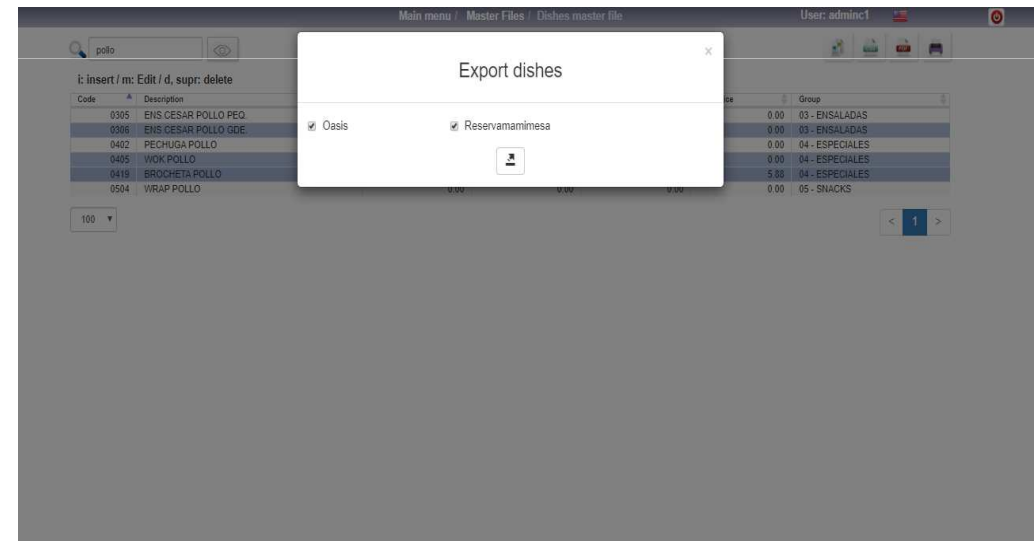 Main menu / Master Files / Dishes master file User: adminc1
pollo
×
Export dishes
i: insert / m: Edit / d, supr: delete
Code Description ice Group
0305 ENS.CESAR POLLO PEQ. 0.00 03 - ENSALADAS
0306 ENS.CESAR POLLO GDE. 0.00 03 - ENSALADAS
Oasis Reservamamimesa
0402 PECHUGA POLLO 0.00 04 - ESPECIALES
0405 WOK POLLO 0.00 04 - ESPECIALES
0419 BROCHETA POLLO 5.88 04 - ESPECIALES
0504 WRAP POLLO 0.00 0.00 0.00 0.00 05 - SNACKS
100
< 1 >